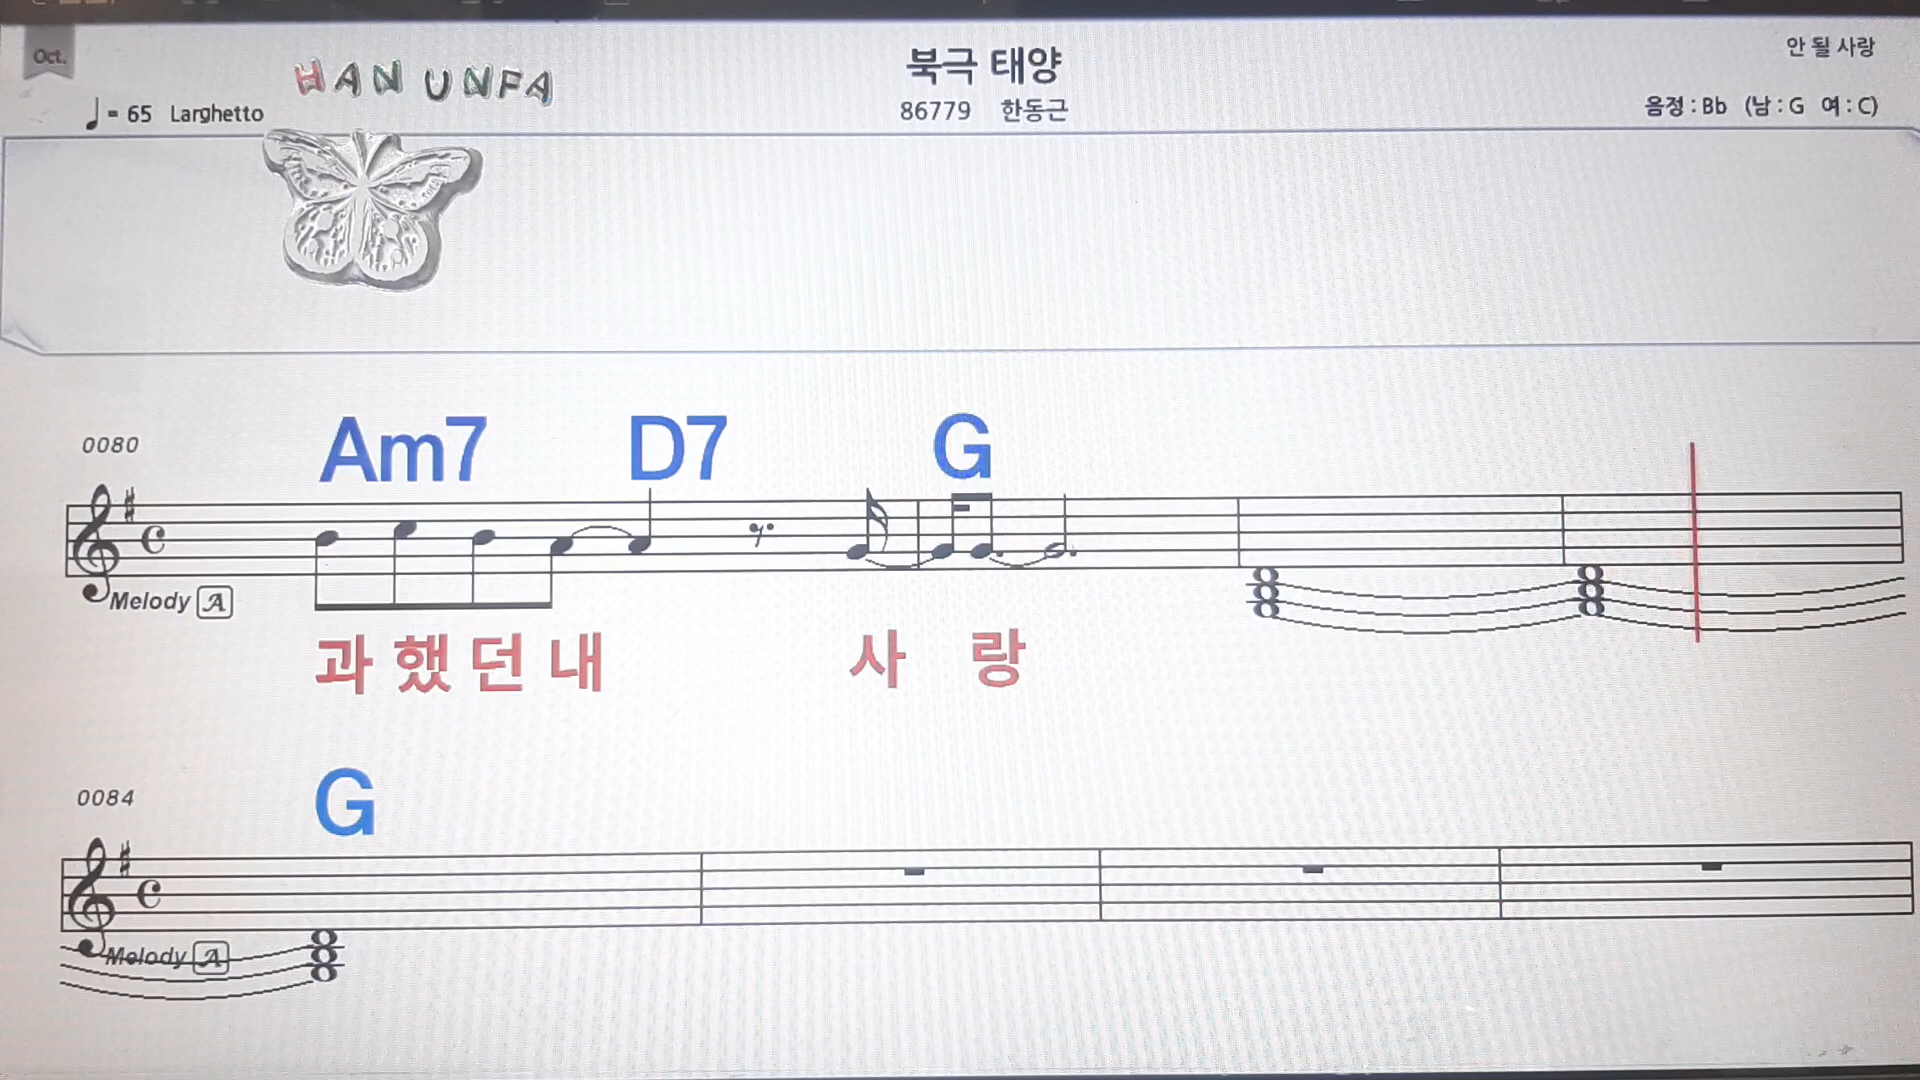 Oct.
HAN UNFA
북극 태양
안 될 사랑
= 65 Larghetto
86779 한동근
음정 : Bb (남 : G 여 : C)
0080
Am7 D7 G
Melody A
과 했 던 내 사 랑
0084
G
Melody A